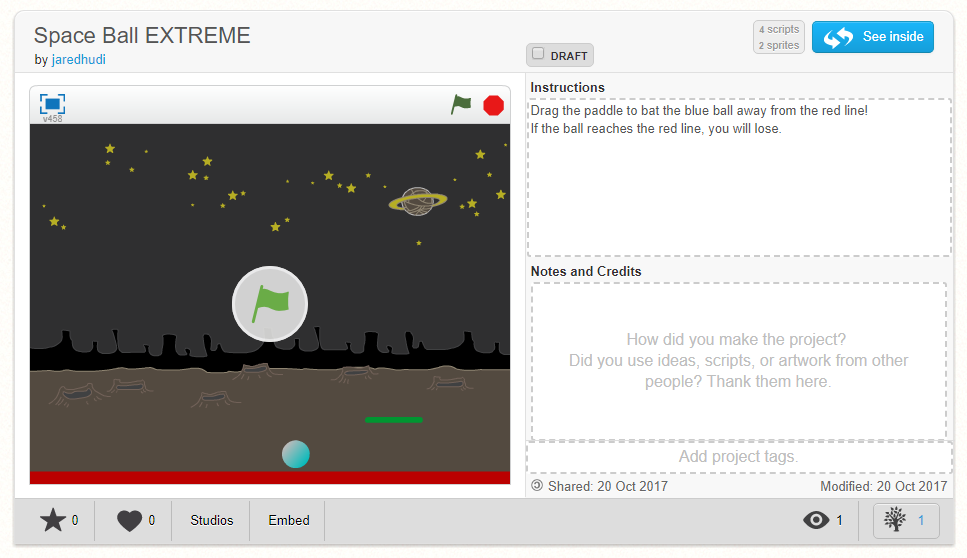 Space Ball EXTREME
by jaredhudi
4 scripts
2 sprites
See inside
DRAFT
v458
Instructions
Drag the paddle to bat the blue ball away from the red line!
If the ball reaches the red line, you will lose.
Notes and Credits
How did you make the project?
Did you use ideas, scripts, or artwork from other
people? Thank them here.
Add project tags.
Shared: 20 Oct 2017
Modified: 20 Oct 2017
0
0
Studios
Embed
1
1